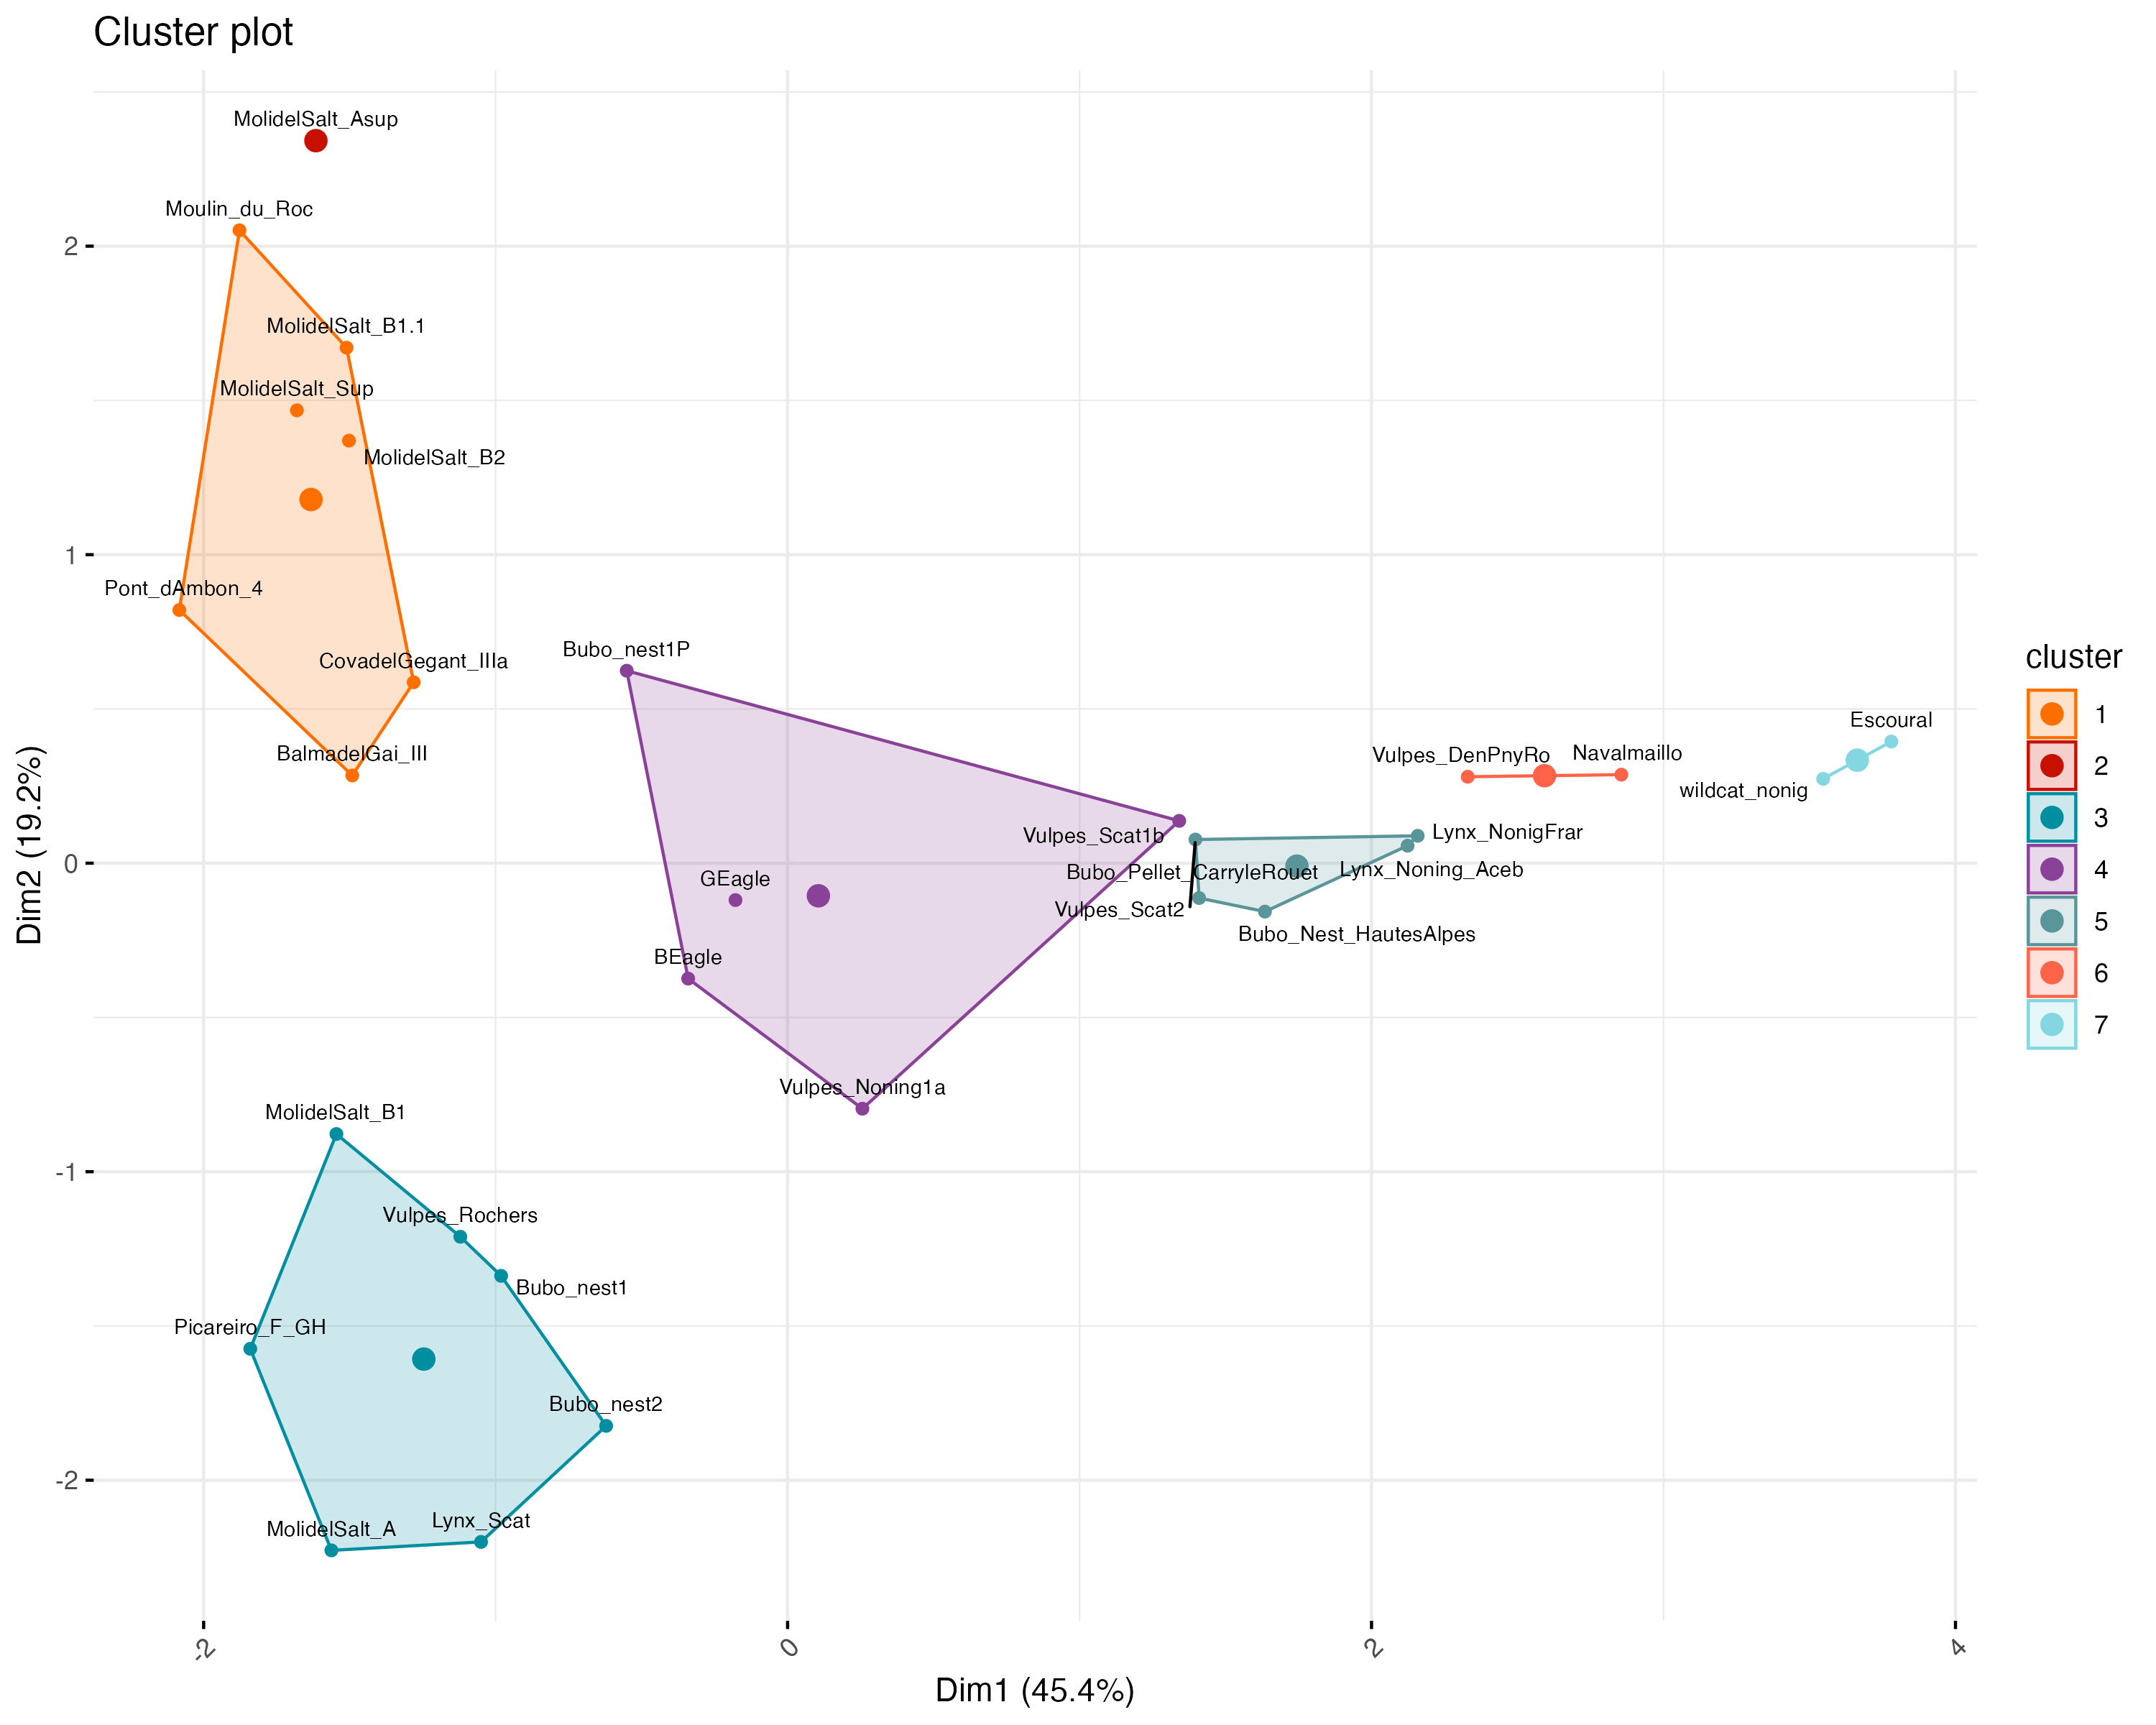 Cluster plot
MolidelSalt_Asup
Moulin_du_Roc
2
MolidelSalt_B1.1
MolidelSalt_Sup
MolidelSalt_B2
1
Pont_dAmbon_4
Bubo_nest1P
CovadelGegant_IIIa
cluster
1
Escoural
BalmadelGai_III
Vulpes_DenPnyRo
Navalmaillo
2
wildcat_nonig
3
Dim2 (19.2%)
0
Vulpes_Scat1b
Lynx_NonigFrar
GEagle
Bubo_Pellet_CarryleRouet
Lynx_Noning_Aceb
4
Vulpes_Scat2
5
Bubo_Nest_HautesAlpes
BEagle
6
7
Vulpes_Noning1a
MolidelSalt_B1
-1
Vulpes_Rochers
Bubo_nest1
Picareiro_F_GH
Bubo_nest2
-2
MolidelSalt_A
Lynx_Scat
-2
0
2
4
Dim1 (45.4%)